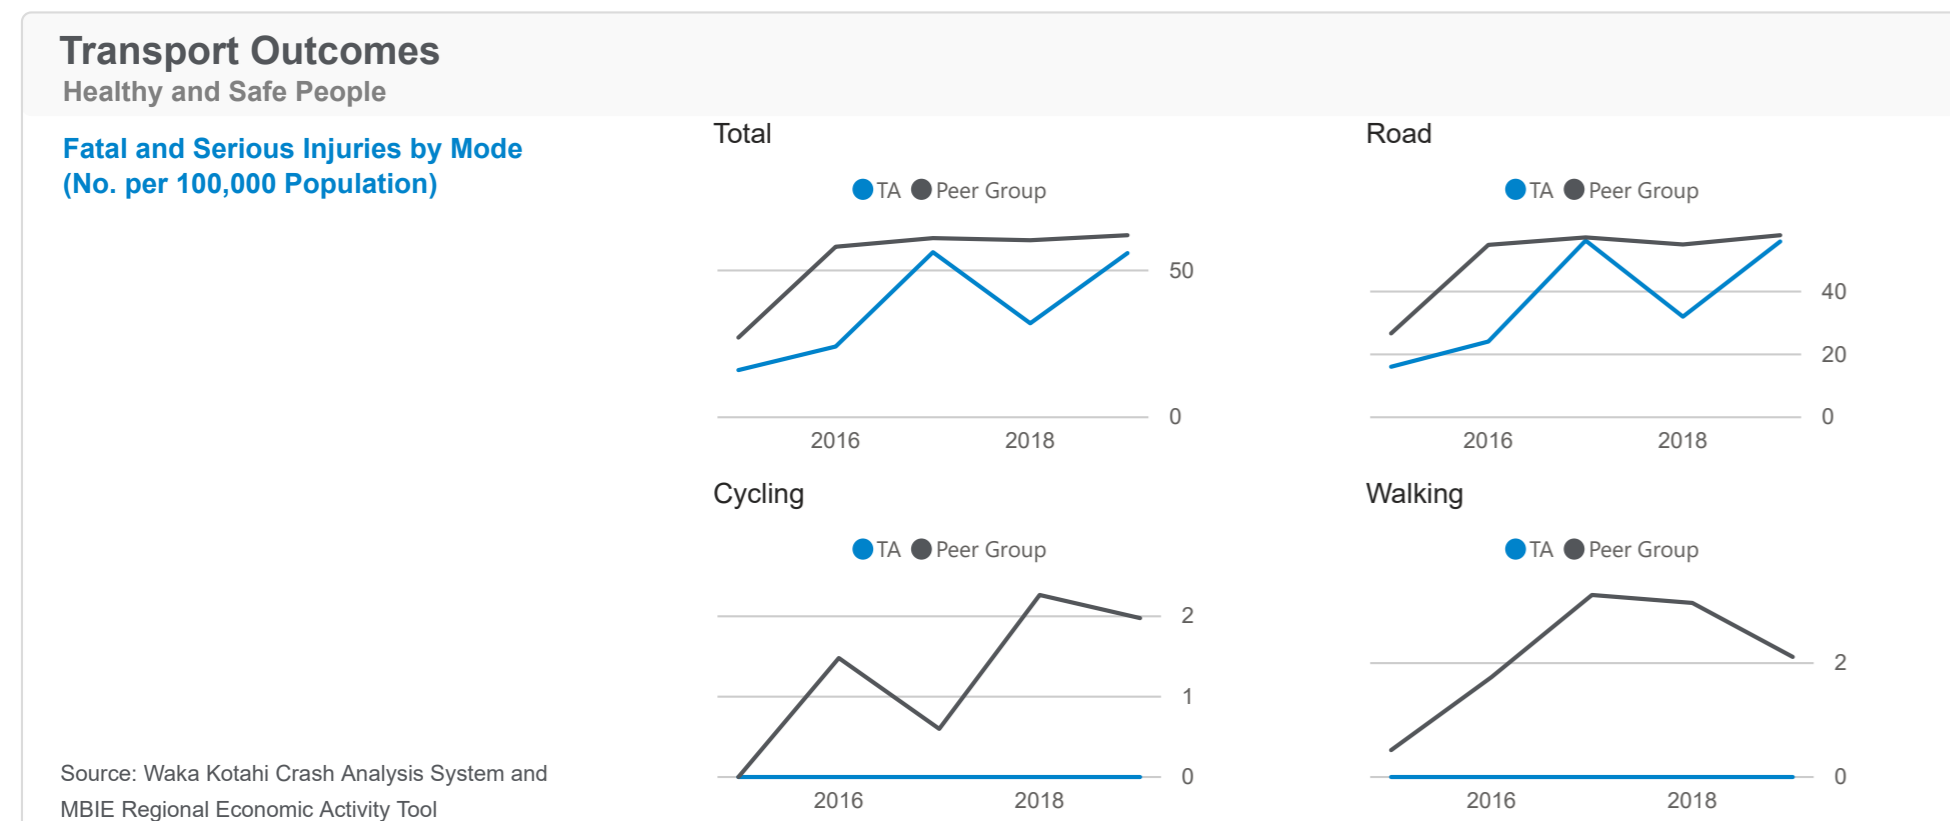 Transport Outcomes
Healthy and Safe People
Fatal and Serious Injuries by Mode
(No. per 100,000 Population)
Total
TA Peer Group
50
0
2016 2018
Road
TA Peer Group
40
20
0
2016 2018
Cycling
TA Peer Group
2
1
0
2016 2018
Walking
TA Peer Group
2
0
2016 2018
Source: Waka Kotahi Crash Analysis System and
MBIE Regional Economic Activity Tool